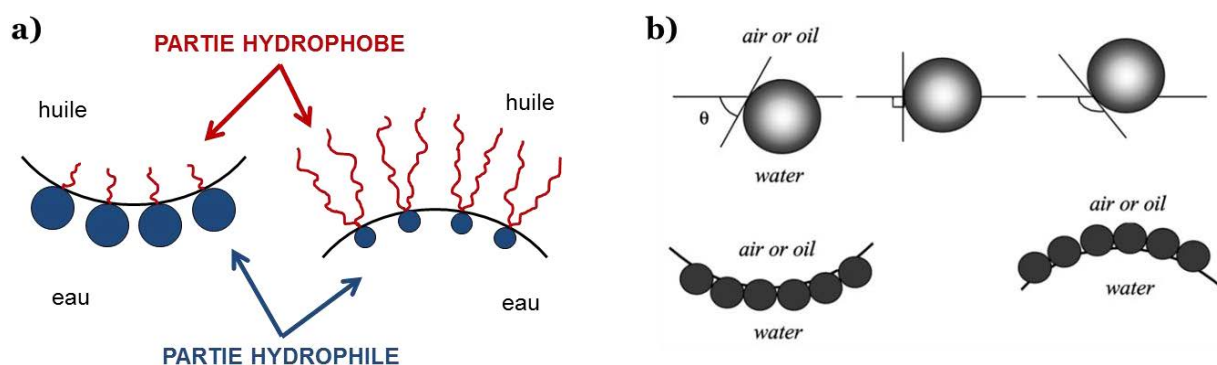 a)
PARTIE HYDROPHOBE
huile
huile
eau
eau
PARTIE HYDROPHILE
b)
air or oil
θ
water
air or oil
water
air or oil
water